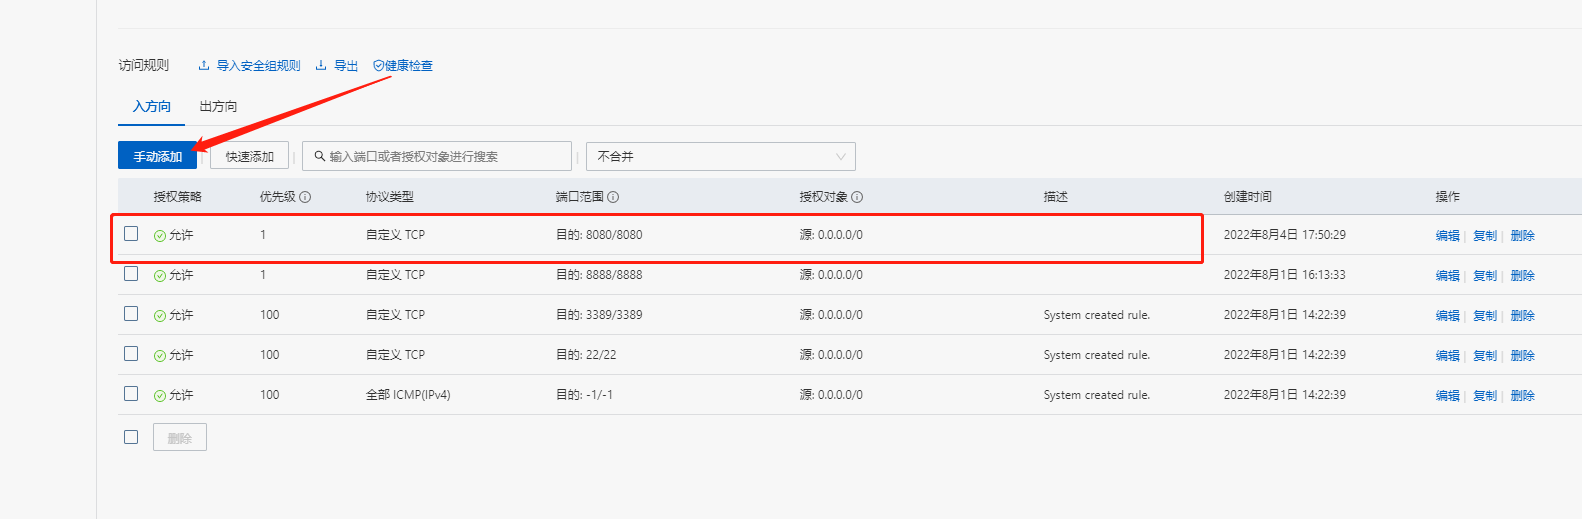 访问规则 导入安全组规则 导出 健康检查
入方向 出方向
手动添加 快速添加 输入端口或者授权对象进行搜索 不合并
授权策略 优先级 协议类型 端口范围 授权对象 描述 创建时间 操作
允许 1 自定义 TCP 目的: 8080/8080 源: 0.0.0.0/0 2022年8月4日 17:50:29 编辑 | 复制 | 删除
允许 1 自定义 TCP 目的: 8888/8888 源: 0.0.0.0/0 2022年8月1日 16:13:33 编辑 | 复制 | 删除
允许 100 自定义 TCP 目的: 3389/3389 源: 0.0.0.0/0 System created rule. 2022年8月1日 14:22:39 编辑 | 复制 | 删除
允许 100 自定义 TCP 目的: 22/22 源: 0.0.0.0/0 System created rule. 2022年8月1日 14:22:39 编辑 | 复制 | 删除
允许 100 全部 ICMP(IPv4) 目的: -1/-1 源: 0.0.0.0/0 System created rule. 2022年8月1日 14:22:39 编辑 | 复制 | 删除
删除